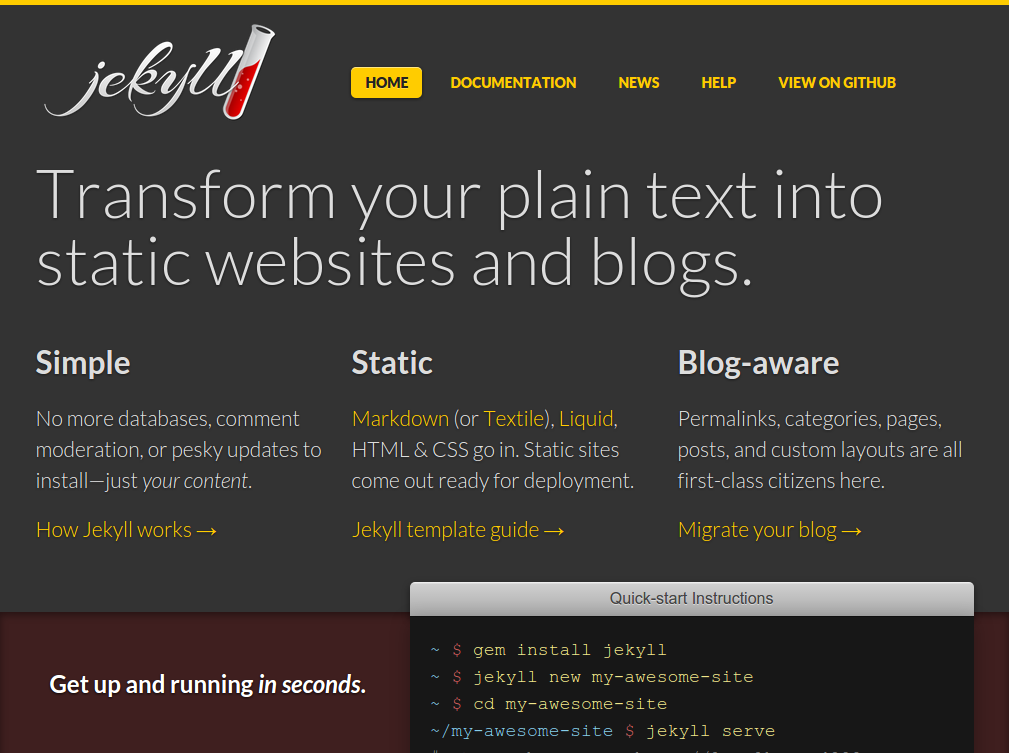 jekyll
HOME DOCUMENTATION NEWS HELP VIEW ON GITHUB
Transform your plain text into
static websites and blogs.
Simple
No more databases, comment
moderation, or pesky updates to
install—just your content.
How Jekyll works →
Static
Markdown (or Textile), Liquid,
HTML & CSS go in. Static sites
come out ready for deployment.
Jekyll template guide →
Blog-aware
Permalinks, categories, pages,
posts, and custom layouts are all
first-class citizens here.
Migrate your blog →
Get up and running in seconds.
Quick-start Instructions
~ $ gem install jekyll
~ $ jekyll new my-awesome-site
~ $ cd my-awesome-site
~/my-awesome-site $ jekyll serve